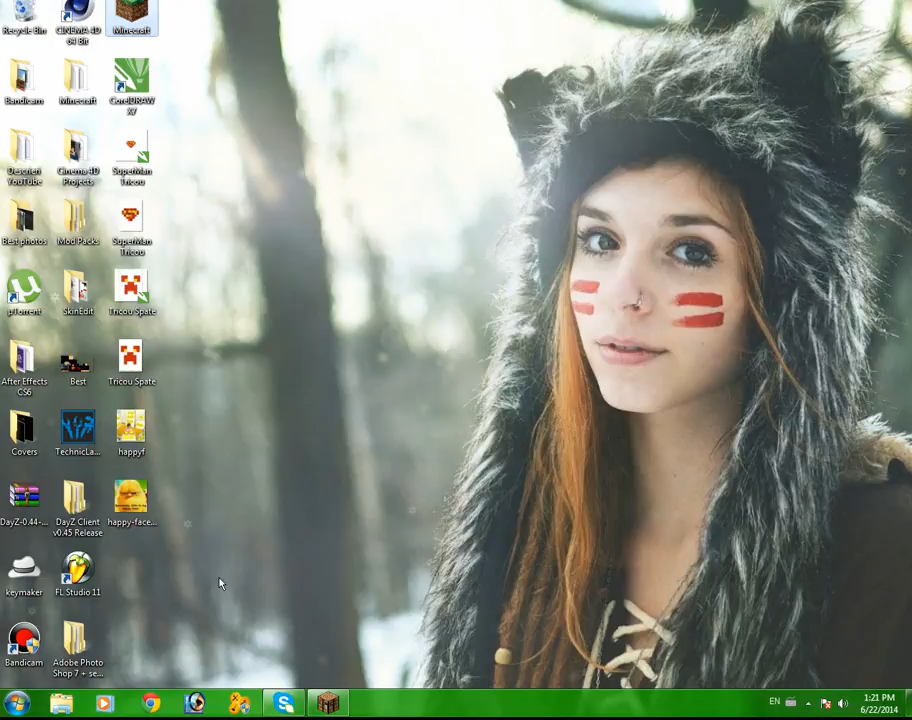 Recycle Bin
CINEMA 4D
64 Bit
Minecraft
Bandicam
Minecraft
CorelDRAW
X7
Descrieri
YouTube
Cinema 4D
Projects
SuperMan
Tricou
Best photos
Mod Packs
SuperMan
Tricou
µTorrent
SkinEdit
Tricou Spate
After Effects
CS6
Best
Tricou Spate
Covers
TechnicLa...
happyf
DayZ-0.44-...
DayZ Client
v0.45 Release
happy-face...
keymaker
FL Studio 11
Bandicam
Adobe Photo
Shop 7 + se...
EN
1:21 PM
6/22/2014